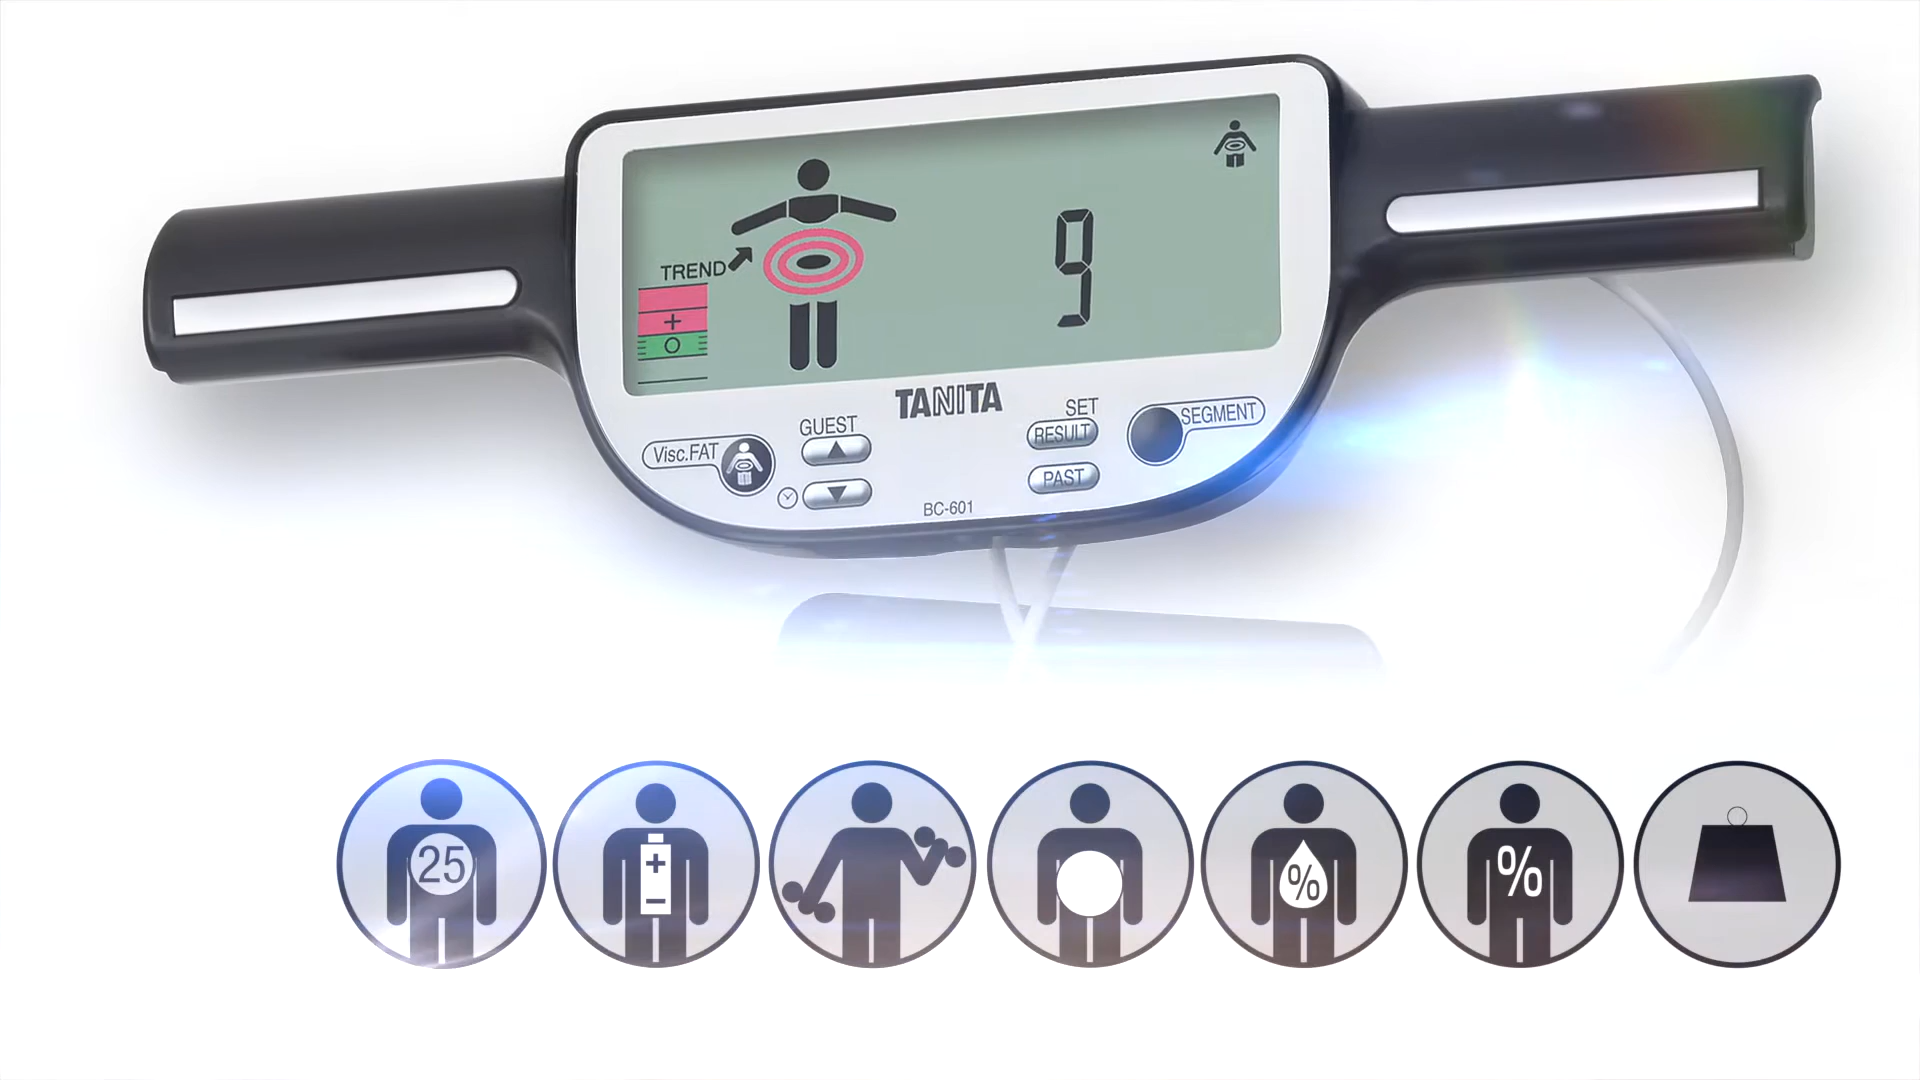 TREND
+
O
9
TANITA
GUEST
SET
Visc.FAT
RESULT
SEGMENT
PAST
BC-601
25
+
−
%
%